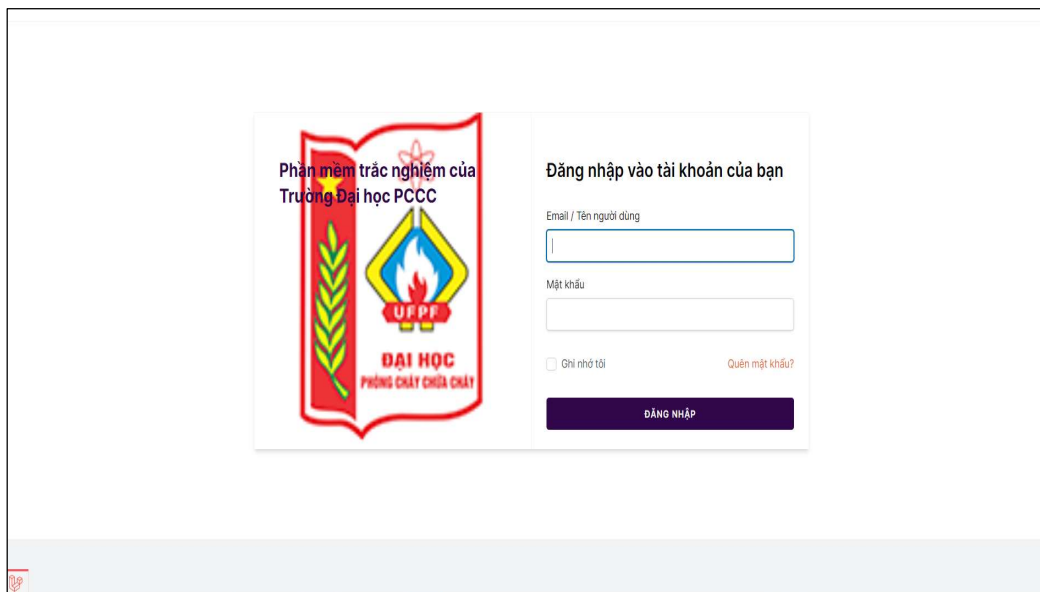 Phần mềm trắc nghiệm của
Trường Đại học PCCC
UFPF
ĐẠI HỌC
PHÒNG CHÁY CHỮA CHÁY
Đăng nhập vào tài khoản của bạn
Email / Tên người dùng
Mật khẩu
Ghi nhớ tôi
Quên mật khẩu?
ĐĂNG NHẬP